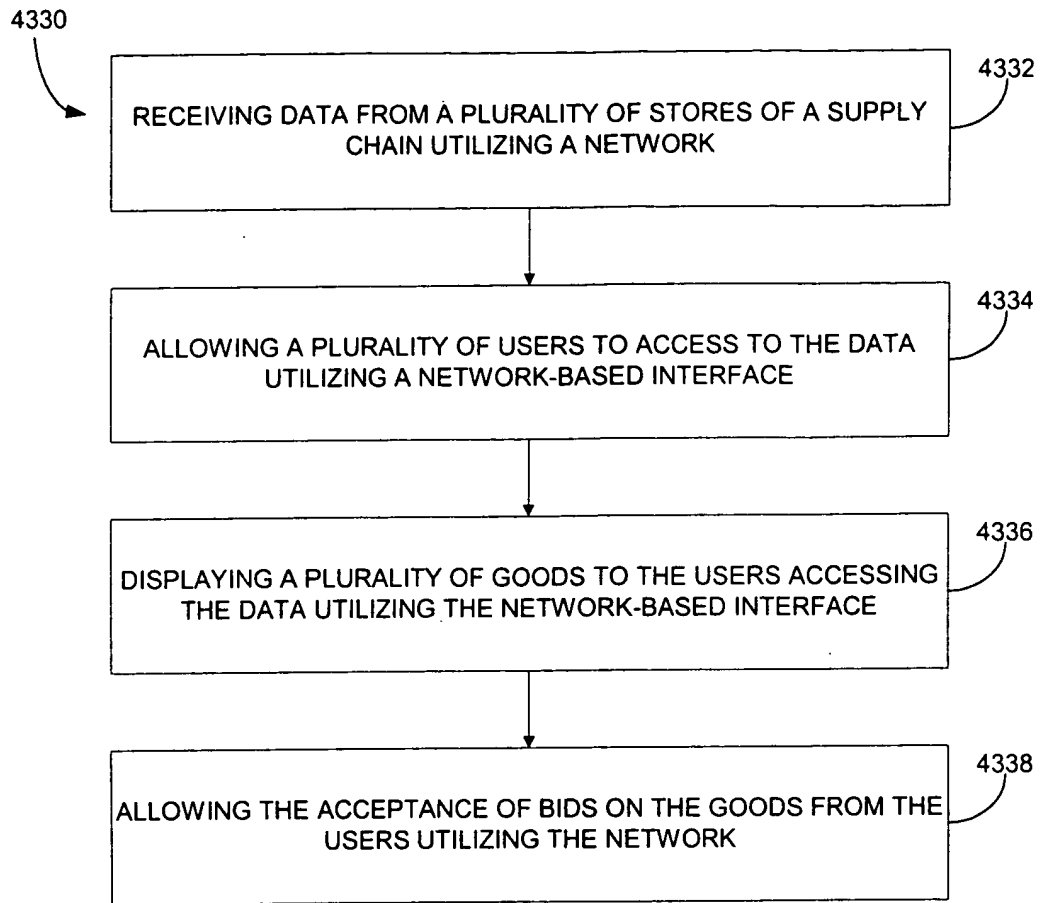 4330
4332
RECEIVING DATA FROM A PLURALITY OF STORES OF A SUPPLY
CHAIN UTILIZING A NETWORK
4334
ALLOWING A PLURALITY OF USERS TO ACCESS TO THE DATA
UTILIZING A NETWORK-BASED INTERFACE
4336
DISPLAYING A PLURALITY OF GOODS TO THE USERS ACCESSING
THE DATA UTILIZING THE NETWORK-BASED INTERFACE
4338
ALLOWING THE ACCEPTANCE OF BIDS ON THE GOODS FROM THE
USERS UTILIZING THE NETWORK